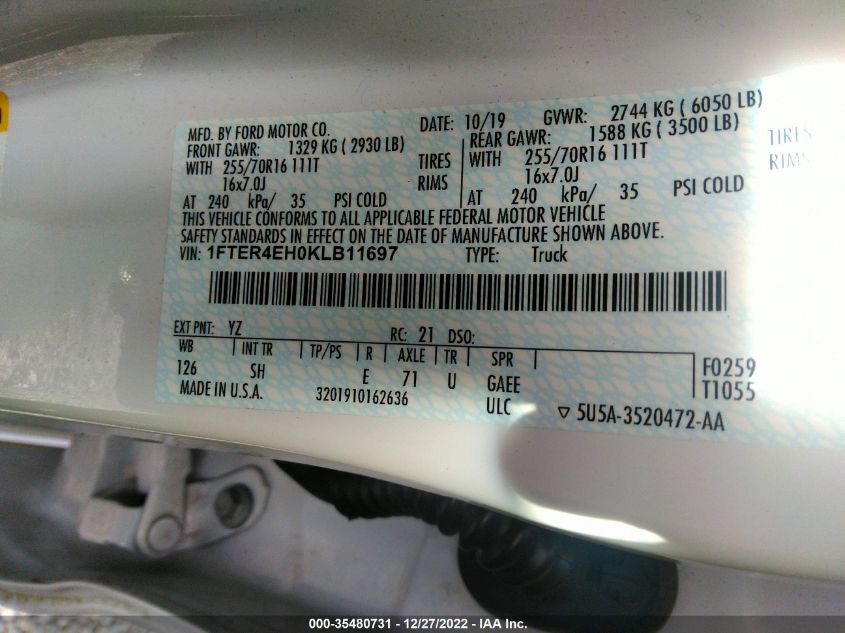 MFD. BY FORD MOTOR CO. DATE: 10/19 GVWR: 2744 KG ( 6050 LB)
FRONT GAWR: 1329 KG ( 2930 LB) REAR GAWR: 1588 KG ( 3500 LB)
WITH 255/70R16 111T TIRES WITH 255/70R16 111T TIRES
16x7.0J RIMS 16x7.0J RIMS
AT 240 kPa/ 35 PSI COLD AT 240 kPa/ 35 PSI COLD
THIS VEHICLE CONFORMS TO ALL APPLICABLE FEDERAL MOTOR VEHICLE
SAFETY STANDARDS IN EFFECT ON THE DATE OF MANUFACTURE SHOWN ABOVE.
VIN: 1FTER4EH0KLB11697 TYPE: Truck
EXT PNT: YZ RC: 21 DSO:
WB INT TR TP/PS R AXLE TR SPR
126 SH E 71 U GAEE F0259
MADE IN U.S.A. 3201910162636 ULC T1055
▽ 5U5A-3520472-AA
000-35480731 - 12/27/2022 - IAA Inc.